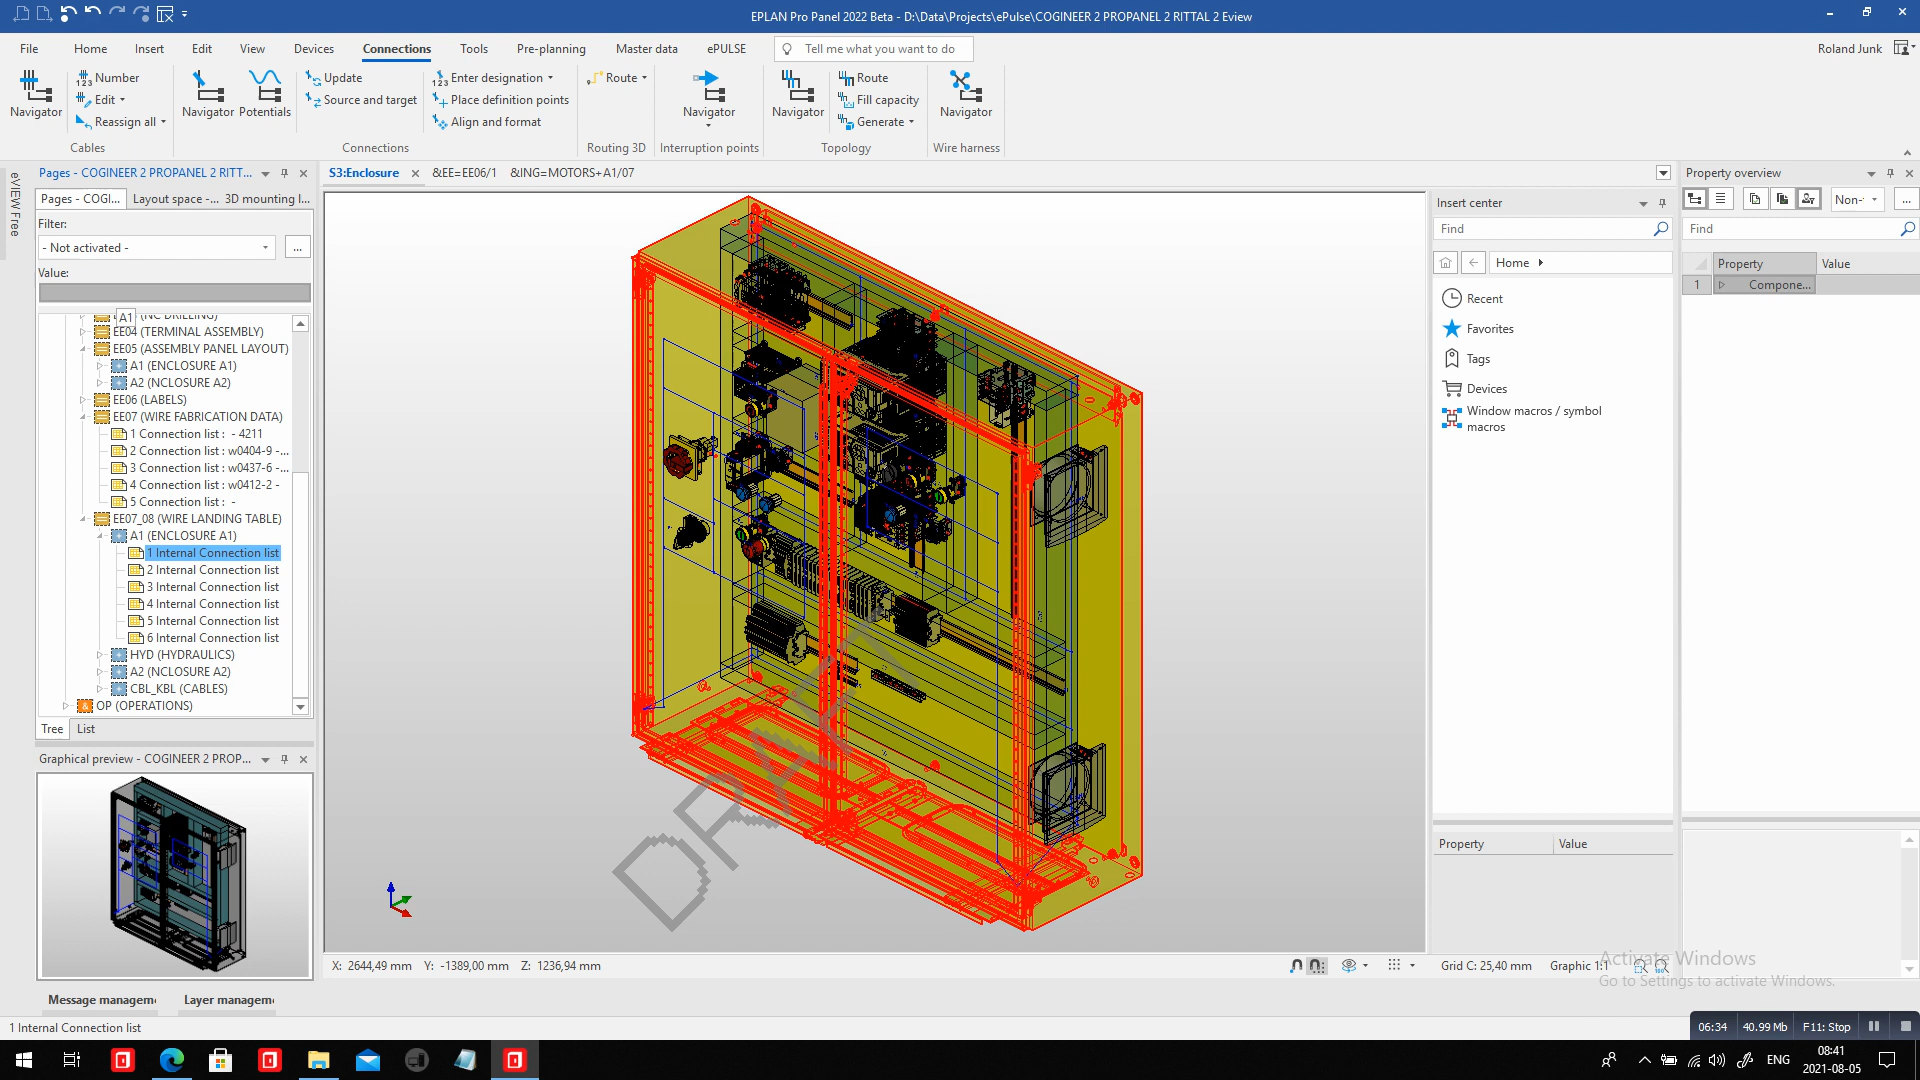 EPLAN Pro Panel 2022 Beta - D:\Data\Projects\ePulse\COGINEER 2 PROPANEL 2 RITTAL 2 Eview
File Home Insert Edit View Devices Connections Tools Pre-planning Master data ePULSE Tell me what you want to do Roland Junk
Navigator
Number
Edit
Reassign all
Cables
Navigator
Potentials
Update
Source and target
Enter designation
Place definition points
Align and format
Connections
Route
Routing 3D
Navigator
Interruption points
Navigator
Route
Fill capacity
Generate
Topology
Navigator
Wire harness
eVIEW Free
Pages - COGINEER 2 PROPANEL 2 RITT...
Pages - COGI... Layout space -... 3D mounting l...
Filter:
- Not activated -
...
Value:
A1
EE04 (TERMINAL ASSEMBLY)
EE05 (ASSEMBLY PANEL LAYOUT)
A1 (ENCLOSURE A1)
A2 (NCLOSURE A2)
EE06 (LABELS)
EE07 (WIRE FABRICATION DATA)
1 Connection list : - 4211
2 Connection list : w0404-9 -...
3 Connection list : w0437-6 -...
4 Connection list : w0412-2 -
5 Connection list : -
EE07_08 (WIRE LANDING TABLE)
A1 (ENCLOSURE A1)
1 Internal Connection list
2 Internal Connection list
3 Internal Connection list
4 Internal Connection list
5 Internal Connection list
6 Internal Connection list
HYD (HYDRAULICS)
A2 (NCLOSURE A2)
CBL_KBL (CABLES)
OP (OPERATIONS)
Tree List
Graphical preview - COGINEER 2 PROP...
Message managem Layer managem
1 Internal Connection list
S3:Enclosure &EE=EE06/1 &ING=MOTORS+A1/07
DRAFT
X: 2644,49 mm Y: -1389,00 mm Z: 1236,94 mm
Grid C: 25,40 mm Graphic 1:1
Insert center
Find
Home
Recent
Favorites
Tags
Devices
Window macros / symbol
macros
Property Value
Property overview
Non-
...
Find
Property Value
1 Compone...
Activate Windows
Go to Settings to activate Windows.
06:34 40.99 Mb F11: Stop
ENG
08:41
2021-08-05